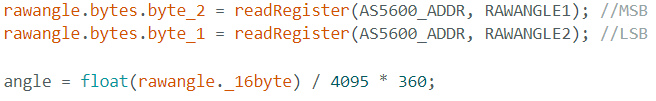 rawangle.bytes.byte_2 = readRegister(AS5600_ADDR, RAWANGLE1); //MSB
rawangle.bytes.byte_1 = readRegister(AS5600_ADDR, RAWANGLE2); //LSB
angle = float(rawangle._16byte) / 4095 * 360;